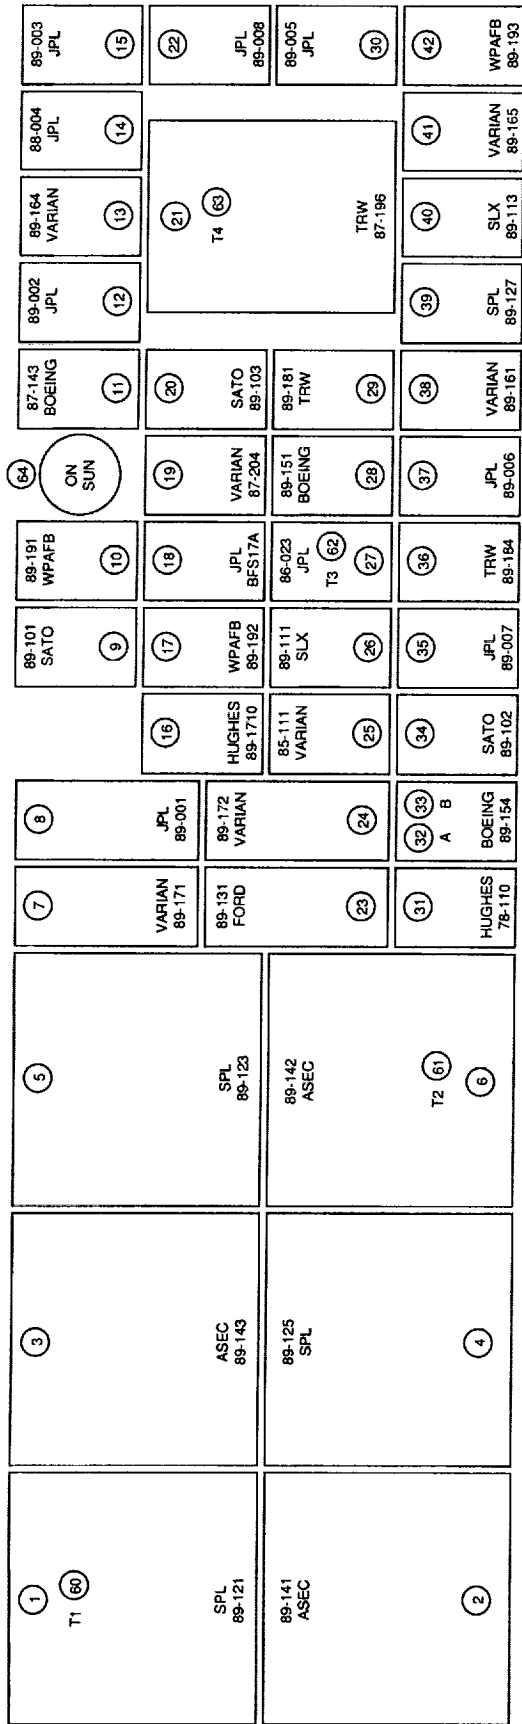 1
T1 60
SPL
89-121
3
ASEC
89-143
5
SPL
89-123
7
VARIAN
89-171
8
JPL
89-001
89-101
SATO
9
89-191
WPAFB
10
64
ON
SUN
87-143
BOEING
11
89-002
JPL
12
89-164
VARIAN
13
88-004
JPL
14
89-003
JPL
15
16
HUGHES
89-1710
17
WPAFB
89-192
18
JPL
BFS17A
19
VARIAN
87-204
20
SATO
89-103
21
T4 63
TRW
87-196
22
JPL
89-008
89-141
ASEC
2
89-125
SPL
4
89-142
ASEC
T2 61
6
89-131
FORD
23
89-172
VARIAN
24
85-111
VARIAN
25
89-111
SLX
26
86-023
JPL
T3 62
27
89-151
BOEING
28
89-181
TRW
29
89-005
JPL
30
31
HUGHES
78-110
32 33
A B
BOEING
89-154
34
SATO
89-102
35
JPL
89-007
36
TRW
89-184
37
JPL
89-006
38
VARIAN
89-161
39
SPL
89-127
40
SLX
89-113
41
VARIAN
89-165
42
WPAFB
89-193